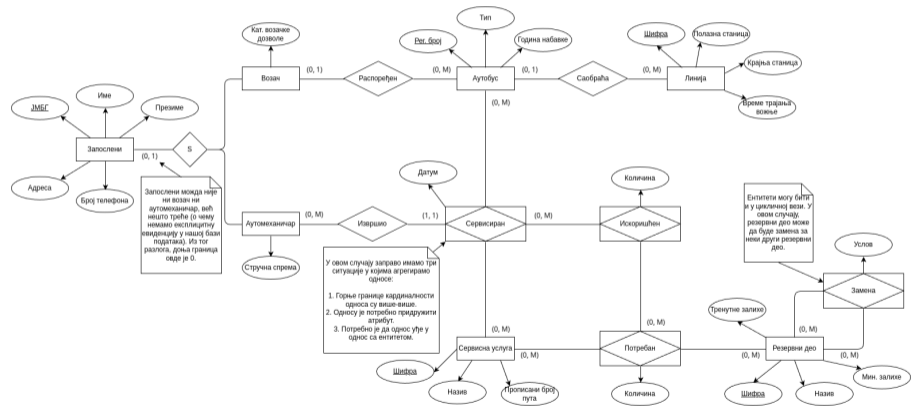 Тип
Кат. возачке
дозволе
Рег. број
Година набавке
Шифра
Полазна станица
Возач
(0, 1)
Распоређен
(0, М)
Аутобус
(0, 1)
Саобраћа
(0, М)
Линија
Крајња станица
Време трајања
вожње
(0, М)
ЈМБГ
Име
Презиме
Запослени
(0, 1)
S
Адреса
Број телефона
Запослени можда није
ни возач ни
аутомеханичар, већ
нешто треће (о чему
немамо експлицитну
евиденцију у нашој бази
података). Из тог
разлога, доња граница
овде је 0.
Датум
Количина
Аутомеханичар
(0, М)
Извршио
(1, 1)
Сервисиран
(0, М)
Искоришћен
Стручна спрема
Ентитети могу бити
и у цикличној вези. У
овом случају,
резервни део може
да буде замена за
неки други резервни
део.
Услов
Замена
У овом случају заправо имамо три
ситуације у којима агрегирамо
односе:
1. Горње границе кардиналности
односа су више-више.
2. Односу је потребно придружити
атрибут.
3. Потребно је да однос уђе у
однос са ентитетом.
Тренутне залихе
(0, М)
(0, М)
(0, М)
Сервисна услуга
(0, М)
Потребан
(0, М)
Резервни део
(0, М)
Шифра
Назив
Прописани број
пута
Количина
Шифра
Назив
Мин. залихе